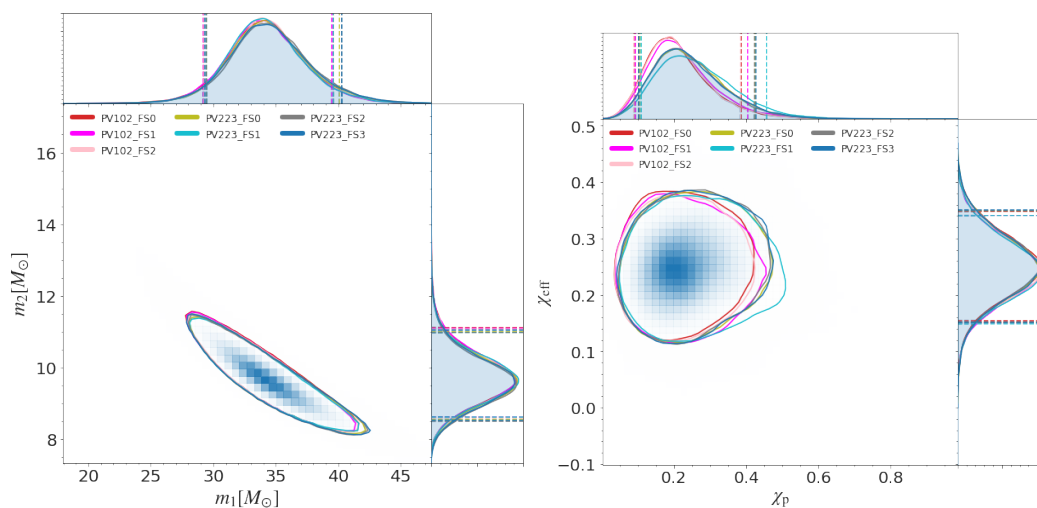 PV102_FS0 PV223_FS0 PV223_FS2
PV102_FS1 PV223_FS1 PV223_FS3
PV102_FS2
16
14
12
10
8
m₂[M⊙]
20 25 30 35 40 45
m₁[M⊙]
PV102_FS0 PV223_FS0 PV223_FS2
PV102_FS1 PV223_FS1 PV223_FS3
PV102_FS2
0.5
0.4
0.3
0.2
0.1
0.0
−0.1
χeff
0.2 0.4 0.6 0.8
χp